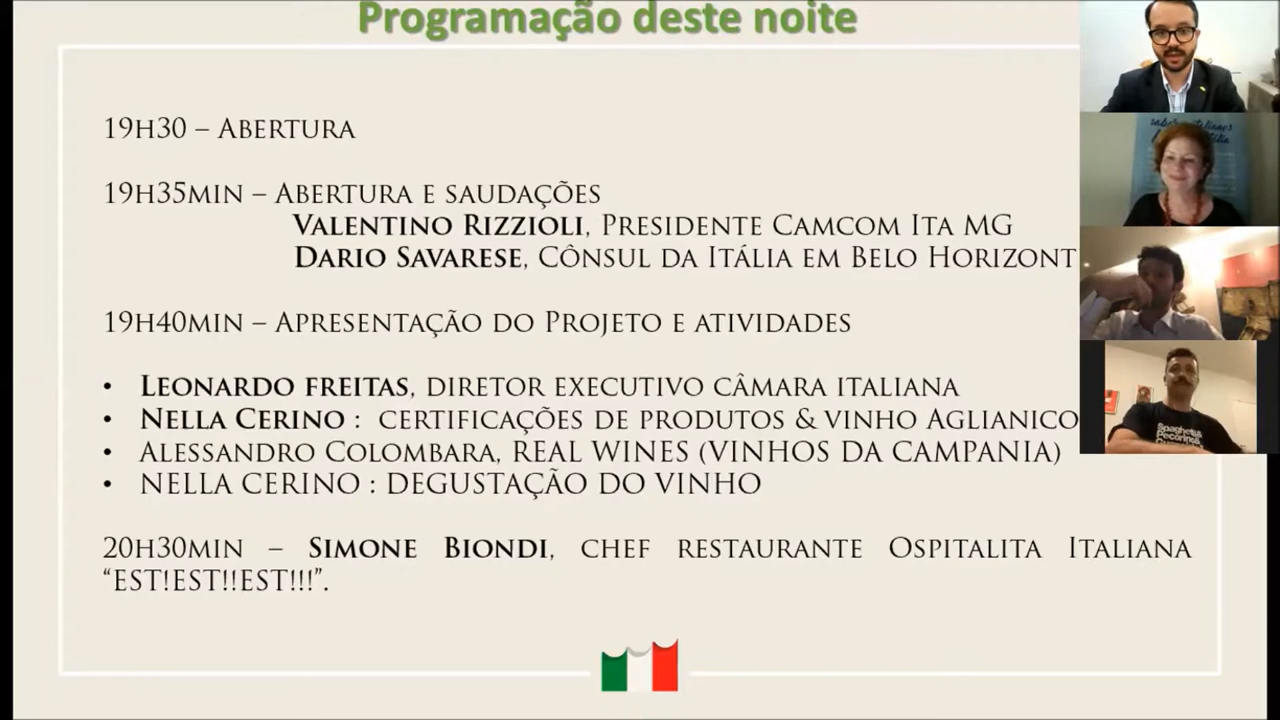 Programação deste noite
19H30 – ABERTURA
19H35MIN – ABERTURA E SAUDAÇÕES
VALENTINO RIZZIOLI, PRESIDENTE CAMCOM ITA MG
DARIO SAVARESE, CÔNSUL DA ITÁLIA EM BELO HORIZONT
19H40MIN – APRESENTAÇÃO DO PROJETO E ATIVIDADES
• LEONARDO FREITAS, DIRETOR EXECUTIVO CÂMARA ITALIANA
• NELLA CERINO : CERTIFICAÇÕES DE PRODUTOS & VINHO AGLIANICO
• ALESSANDRO COLOMBARA, REAL WINES (VINHOS DA CAMPANIA)
• NELLA CERINO : DEGUSTAÇÃO DO VINHO
20H30MIN – SIMONE BIONDI, CHEF RESTAURANTE OSPITALITA ITALIANA
“EST!EST!!EST!!!”.